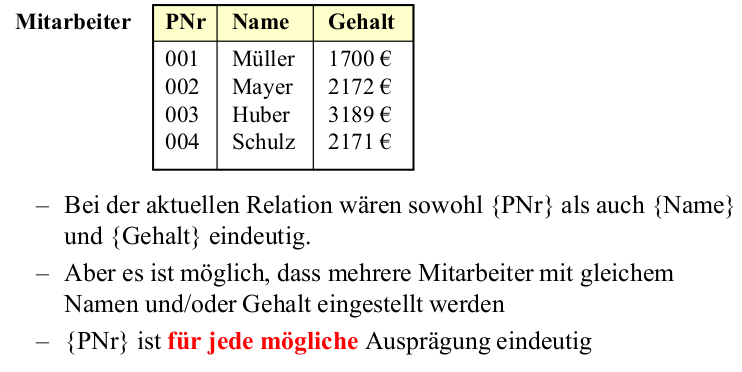 Mitarbeiter PNr Name Gehalt
001 Müller 1700 €
002 Mayer 2172 €
003 Huber 3189 €
004 Schulz 2171 €
– Bei der aktuellen Relation wären sowohl {PNr} als auch {Name}
und {Gehalt} eindeutig.
– Aber es ist möglich, dass mehrere Mitarbeiter mit gleichem
Namen und/oder Gehalt eingestellt werden
– {PNr} ist für jede mögliche Ausprägung eindeutig